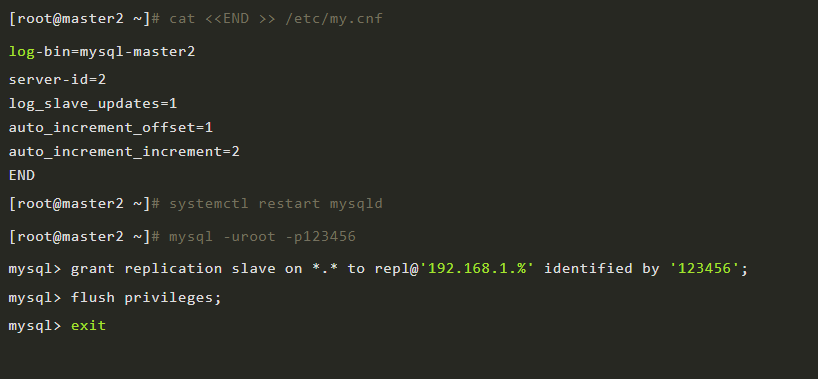 [root@master2 ~]# cat <<END >> /etc/my.cnf
log-bin=mysql-master2
server-id=2
log_slave_updates=1
auto_increment_offset=1
auto_increment_increment=2
END
[root@master2 ~]# systemctl restart mysqld
[root@master2 ~]# mysql -uroot -p123456
mysql> grant replication slave on *.* to repl@'192.168.1.%' identified by '123456';
mysql> flush privileges;
mysql> exit